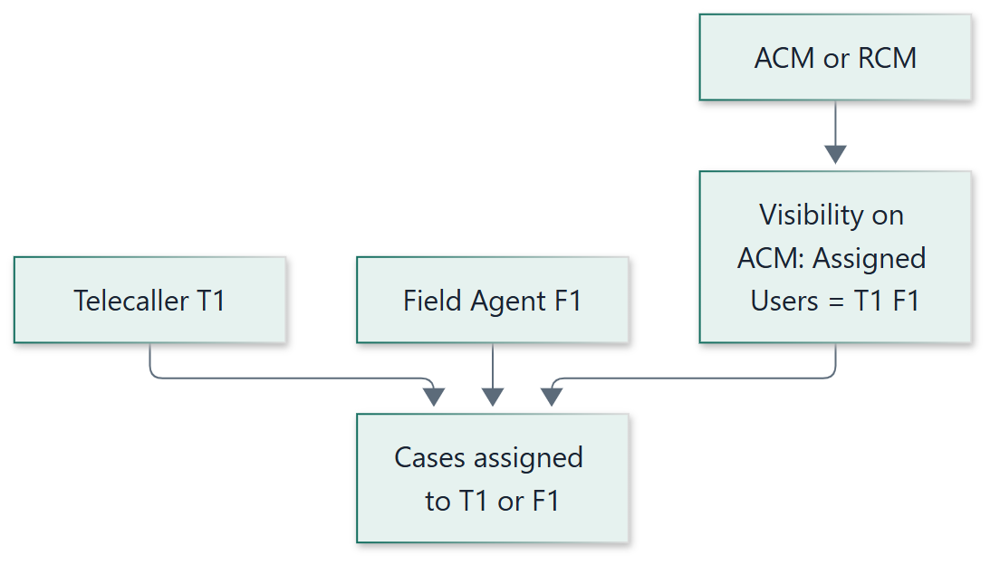 ACM or RCM
Visibility on
ACM: Assigned
Users = T1 F1
Telecaller T1
Field Agent F1
Cases assigned
to T1 or F1